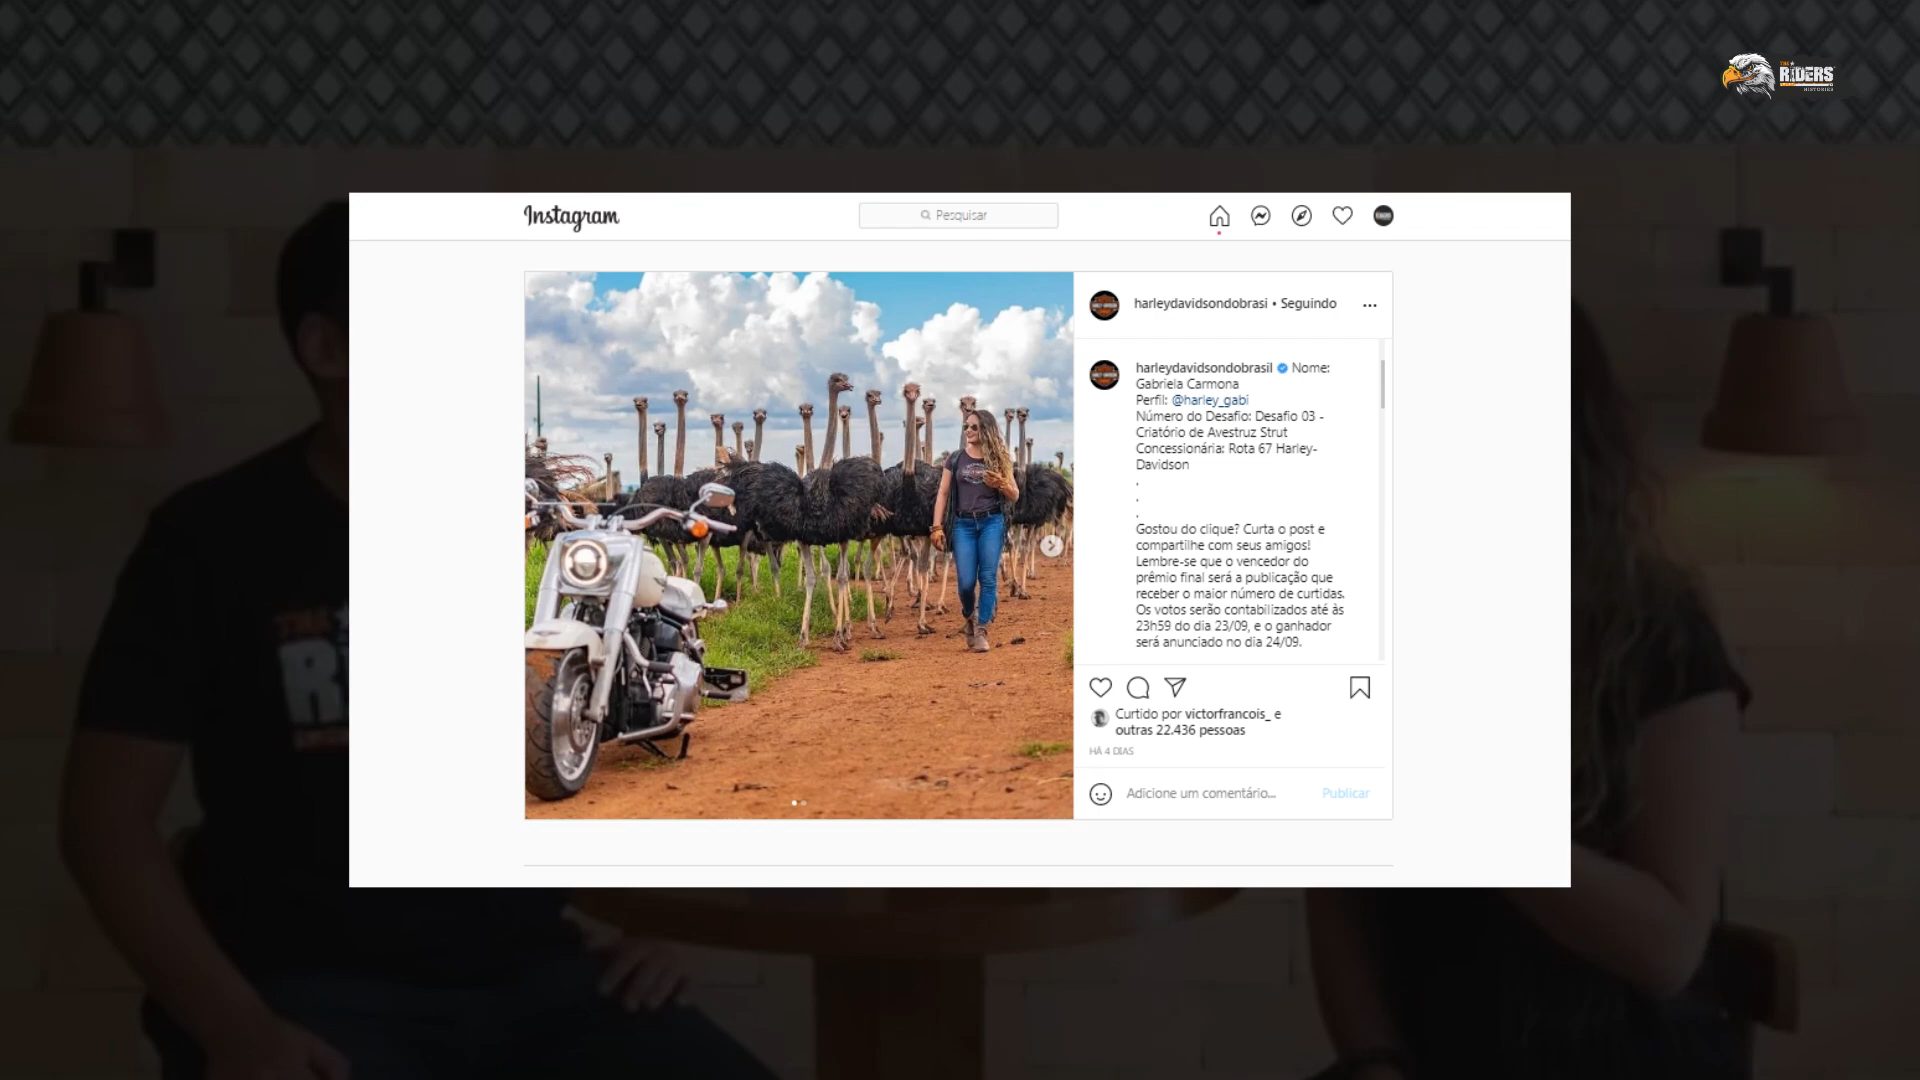 THE
RIDERS
HISTORIES
Instagram
Pesquisar
harleydavidsondobrasi • Seguindo
harleydavidsondobrasil Nome:
Gabriela Carmona
Perfil: @harley_gabi
Número do Desafio: Desafio 03 -
Criatório de Avestruz Strut
Concessionária: Rota 67 Harley-
Davidson
.
.
.
Gostou do clique? Curta o post e
compartilhe com seus amigos!
Lembre-se que o vencedor do
prêmio final será a publicação que
receber o maior número de curtidas.
Os votos serão contabilizados até às
23h59 do dia 23/09, e o ganhador
será anunciado no dia 24/09.
Curtido por victorfrancois_ e
outras 22.436 pessoas
HÁ 4 DIAS
Adicione um comentário... Publicar